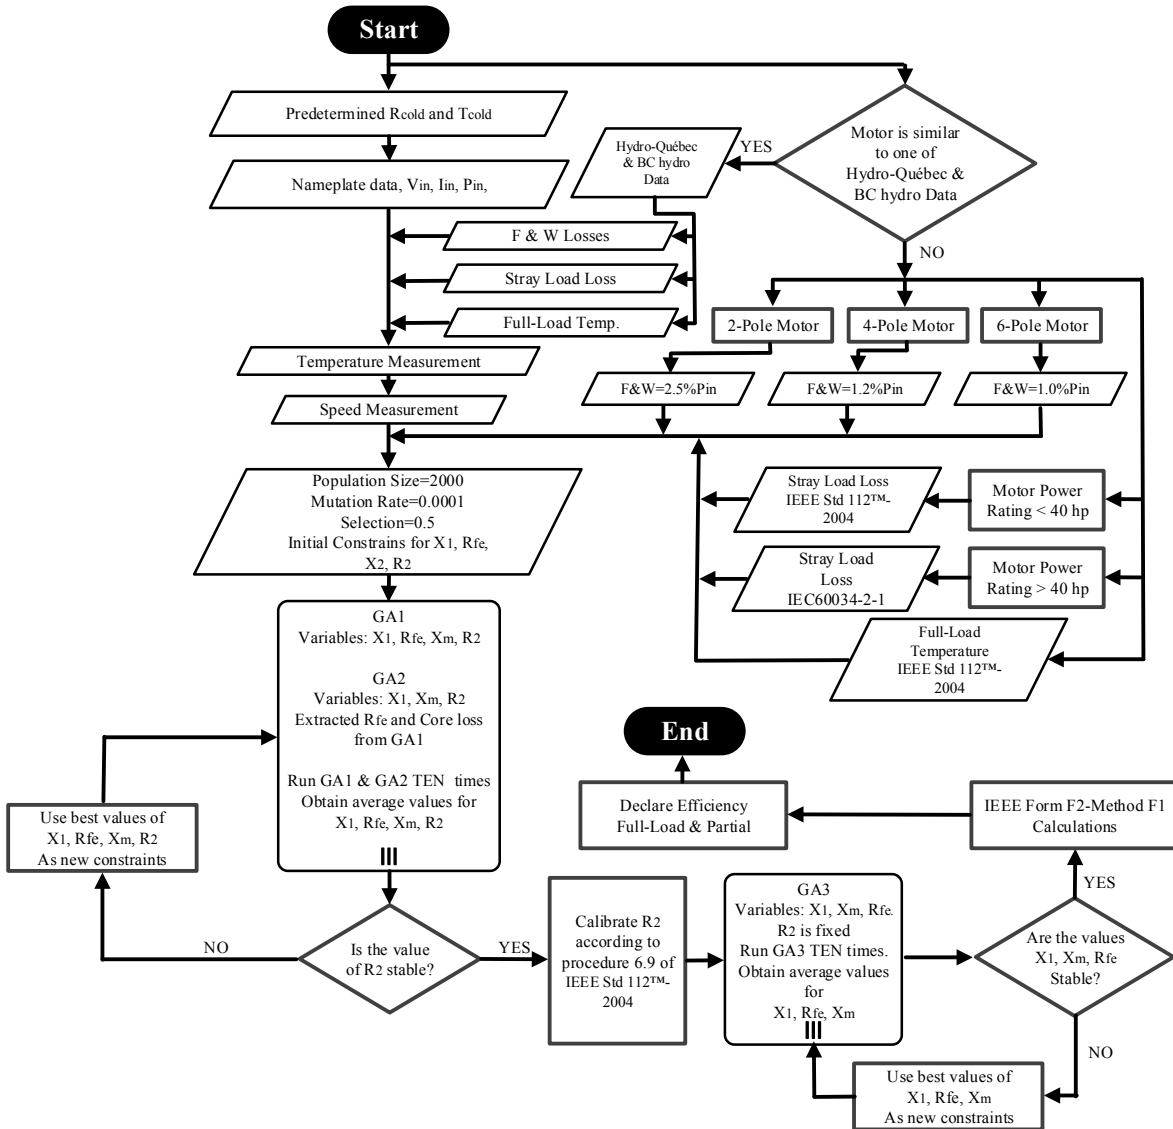 Start
Predetermined Rcold and Tcold
Nameplate data, Vin, Iin, Pin,
F & W Losses
Stray Load Loss
Full-Load Temp.
Temperature Measurement
Speed Measurement
Hydro-Québec
& BC hydro
Data
YES
Motor is similar
to one of
Hydro-Québec &
BC hydro Data
NO
2-Pole Motor
4-Pole Motor
6-Pole Motor
F&W=2.5%Pin
F&W=1.2%Pin
F&W=1.0%Pin
Population Size=2000
Mutation Rate=0.0001
Selection=0.5
Initial Constrains for X1, Rfe,
X2, R2
Stray Load Loss
IEEE Std 112™-
2004
Motor Power
Rating < 40 hp
Stray Load
Loss
IEC60034-2-1
Motor Power
Rating > 40 hp
Full-Load
Temperature
IEEE Std 112™-
2004
GA1
Variables: X1, Rfe, Xm, R2
GA2
Variables: X1, Xm, R2
Extracted Rfe and Core loss
from GA1
Run GA1 & GA2 TEN times
Obtain average values for
X1, Rfe, Xm, R2
Use best values of
X1, Rfe, Xm, R2
As new constraints
NO
Is the value
of R2 stable?
YES
Calibrate R2
according to
procedure 6.9 of
IEEE Std 112™-
2004
GA3
Variables: X1, Xm, Rfe.
R2 is fixed
Run GA3 TEN times.
Obtain average values
for
X1, Rfe, Xm
Are the values
X1, Xm, Rfe
Stable?
YES
NO
Use best values of
X1, Rfe, Xm
As new constraints
IEEE Form F2-Method F1
Calculations
Declare Efficiency
Full-Load & Partial
End